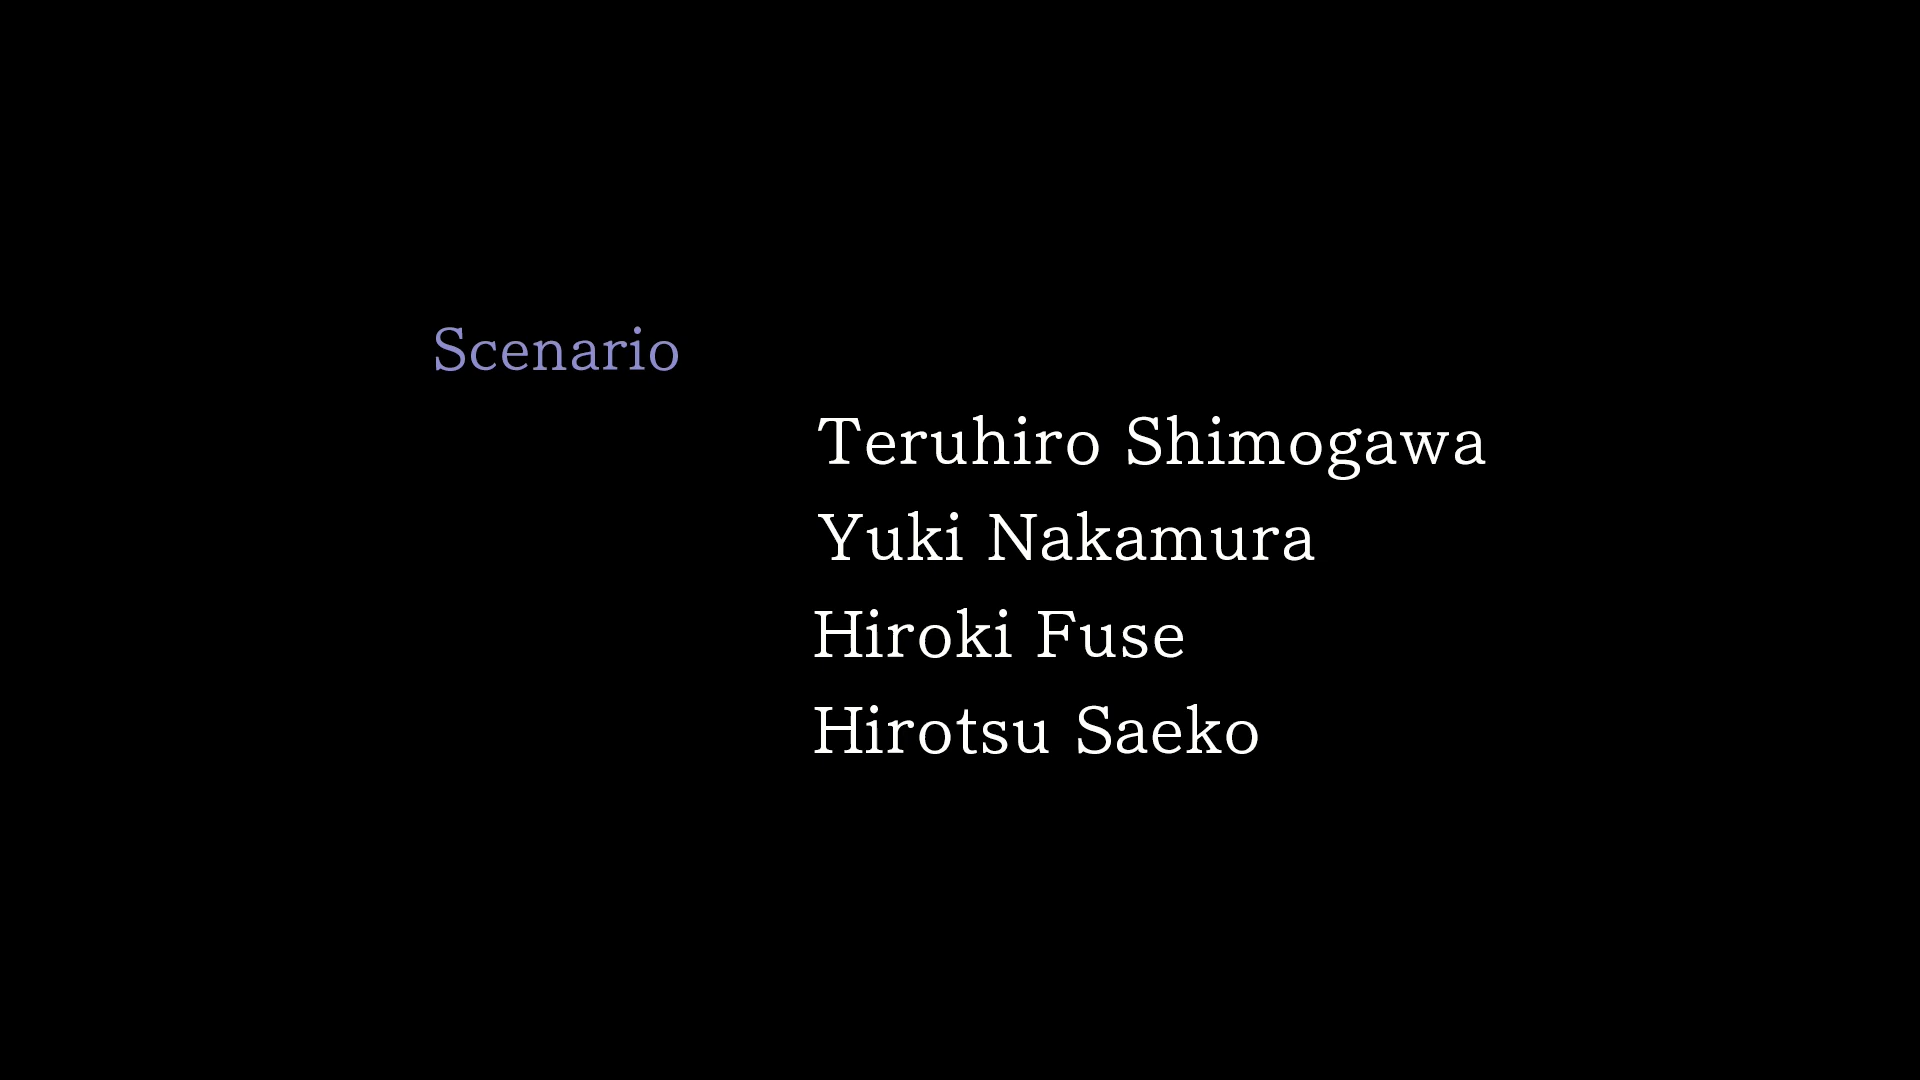 Scenario
Teruhiro Shimogawa
Yuki Nakamura
Hiroki Fuse
Hirotsu Saeko